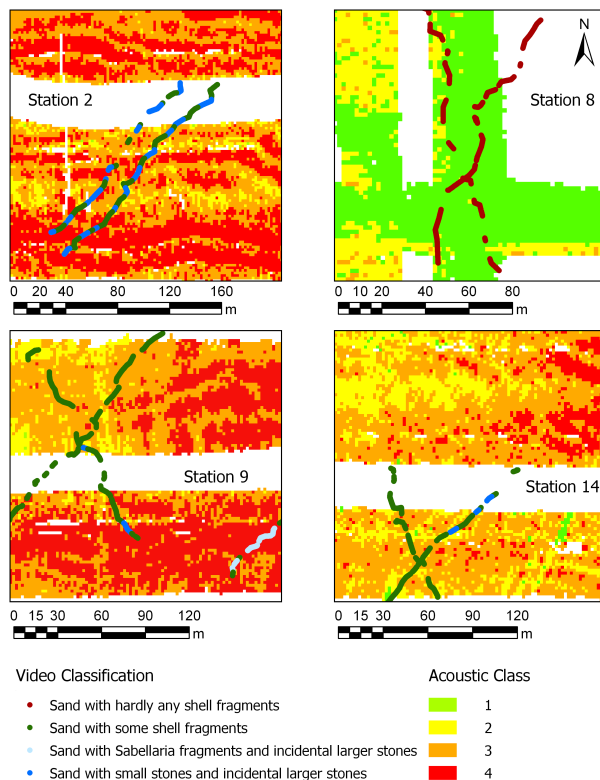 Station 2
N
Station 8
0 20 40 80 120 160
m
0 10 20 40 60 80
m
Station 9
Station 14
0 15 30 60 90 120
m
0 15 30 60 90 120
m
Video Classification
Acoustic Class
Sand with hardly any shell fragments
1
Sand with some shell fragments
2
Sand with Sabellaria fragments and incidental larger stones
3
Sand with small stones and incidental larger stones
4